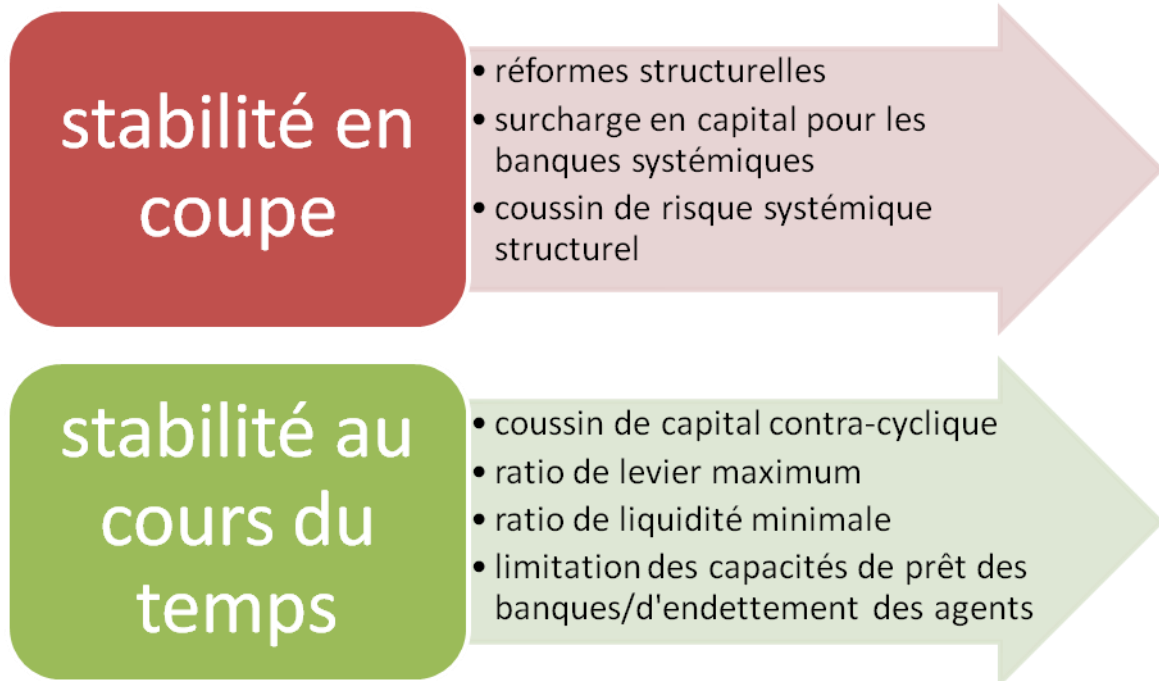 stabilité en
coupe
• réformes structurelles
• surcharge en capital pour les
banques systémiques
• coussin de risque systémique
structurel
stabilité au
cours du
temps
• coussin de capital contra-cyclique
• ratio de levier maximum
• ratio de liquidité minimale
• limitation des capacités de prêt des
banques/d'endettement des agents